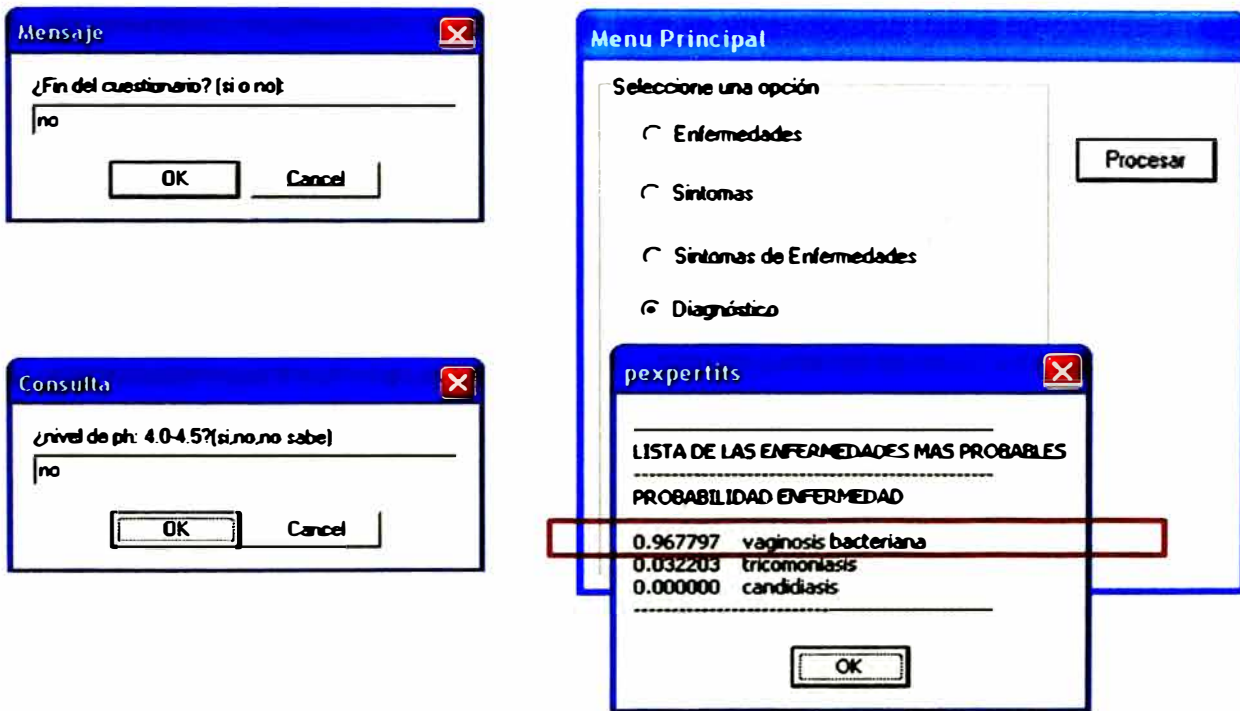 Mensaje
¿Fin del cuestionario? (si o no):
no
OK Cancel
Consulta
¿nivel de ph: 4.0-4.5?(si,no,no sabe)
no
OK Cancel
Menu Principal
Seleccione una opción
Enfermedades
Procesar
Sintomas
Sintomas de Enfermedades
Diagnóstico
pexpertits
LISTA DE LAS ENFERMEDADES MAS PROBABLES
PROBABILIDAD ENFERMEDAD
0.967797 vaginosis bacteriana
0.032203 tricomoniasis
0.000000 candidiasis
OK